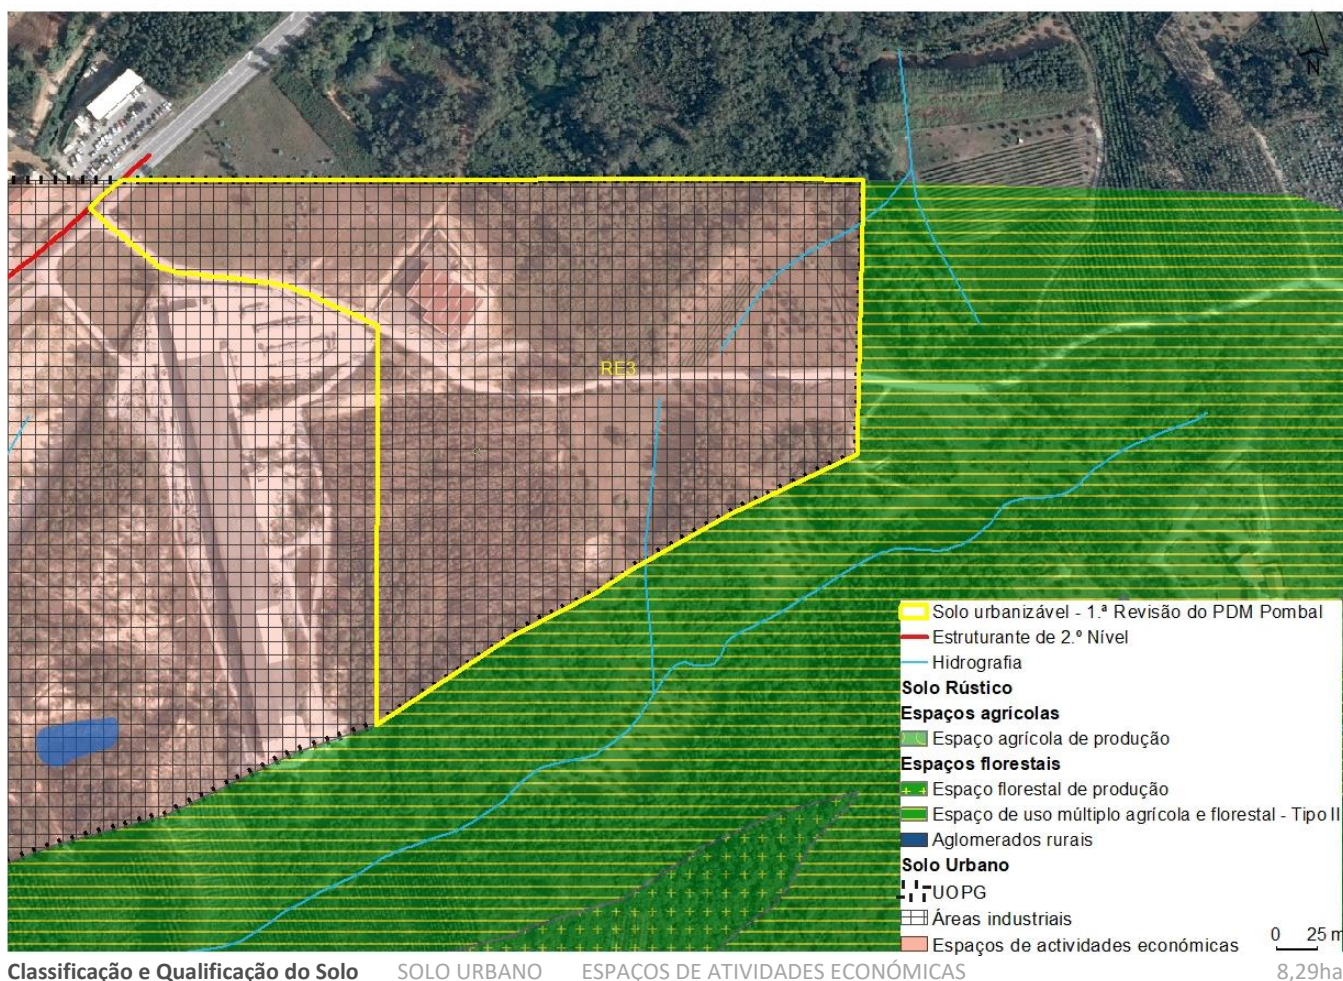 N
RE3
Solo urbanizável - 1.ª Revisão do PDM Pombal
Estruturante de 2.º Nível
Hidrografia
Solo Rústico
Espaços agrícolas
Espaço agrícola de produção
Espaços florestais
Espaço florestal de produção
Espaço de uso múltiplo agrícola e florestal - Tipo II
Aglomerados rurais
Solo Urbano
UOPG
Áreas industriais
Espaços de actividades económicas
0 25 m
Classificação e Qualificação do Solo SOLO URBANO ESPAÇOS DE ATIVIDADES ECONÓMICAS 8,29ha